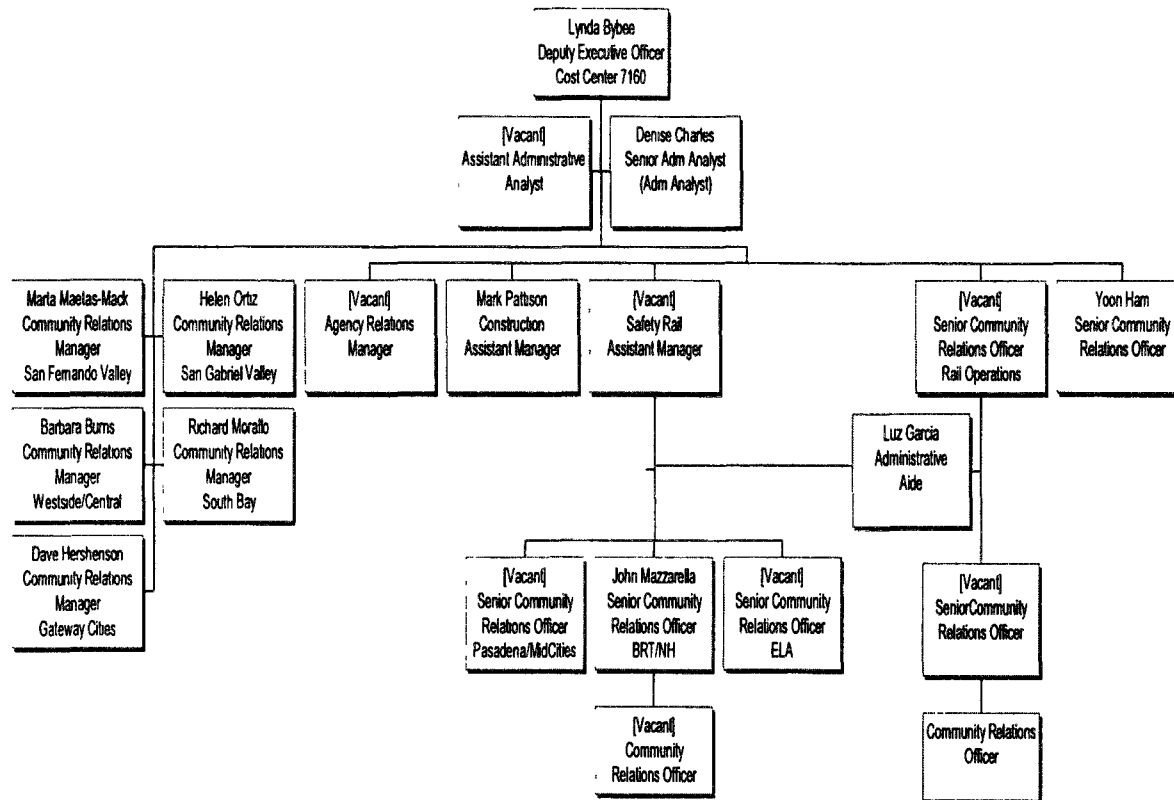 Lynda Bybee
Deputy Executive Officer
Cost Center 7160
[Vacant]
Assistant Administrative
Analyst
Denise Charles
Senior Adm Analyst
(Adm Analyst)
Marta Maetas-Mack
Community Relations
Manager
San Fernando Valley
Helen Ortiz
Community Relations
Manager
San Gabriel Valley
[Vacant]
Agency Relations
Manager
Mark Pattison
Construction
Assistant Manager
[Vacant]
Safety Rail
Assistant Manager
[Vacant]
Senior Community
Relations Officer
Rail Operations
Yoon Ham
Senior Community
Relations Officer
Barbara Burns
Community Relations
Manager
Westside/Central
Richard Moratto
Community Relations
Manager
South Bay
Luz Garcia
Administrative
Aide
Dave Hershenson
Community Relations
Manager
Gateway Cities
[Vacant]
Senior Community
Relations Officer
Pasadena/MidCities
John Mazzarella
Senior Community
Relations Officer
BRT/NH
[Vacant]
Senior Community
Relations Officer
ELA
[Vacant]
SeniorCommunity
Relations Officer
[Vacant]
Community
Relations Officer
Community Relations
Officer